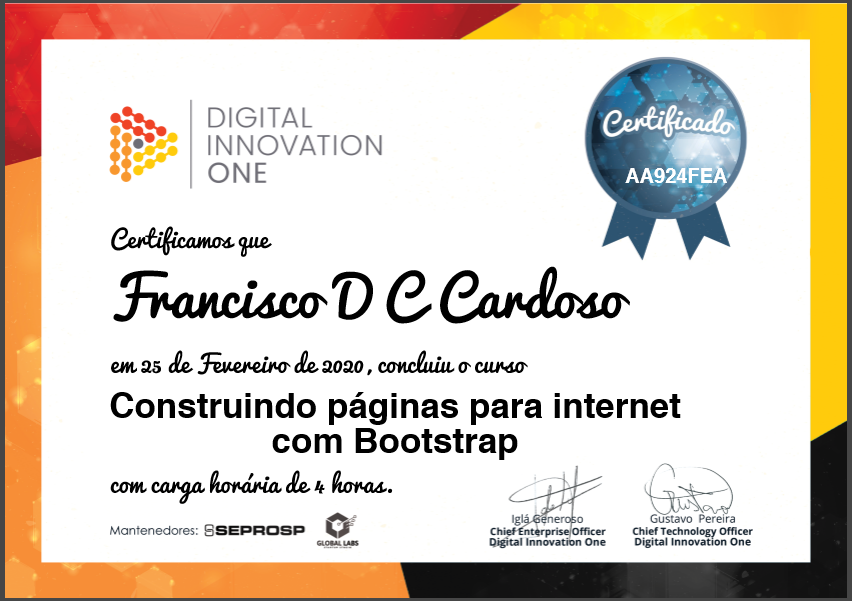 DIGITAL
INNOVATION
ONE
Certificado
AA924FEA
Certificamos que
Francisco D C Cardoso
em 25 de Fevereiro de 2020, concluiu o curso
Construindo páginas para internet
com Bootstrap
com carga horária de 4 horas.
Mantenedores: SEPROSP
GLOBAL LABS
Iglá Generoso
Chief Enterprise Officer
Digital Innovation One
Gustavo Pereira
Chief Technology Officer
Digital Innovation One